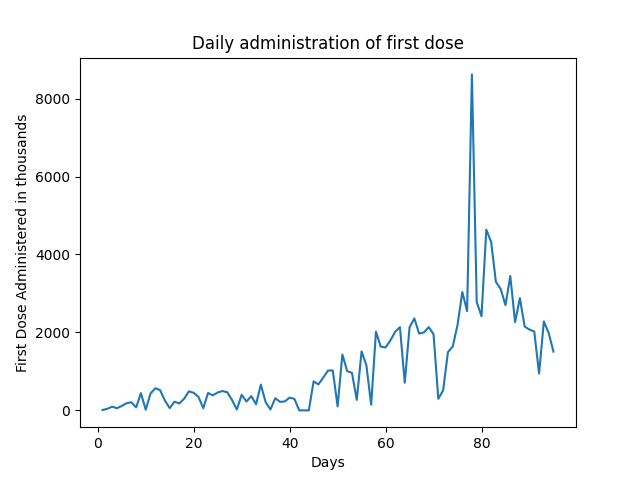 Daily administration of first dose
First Dose Administered in thousands
8000
6000
4000
2000
0
0 20 40 60 80
Days